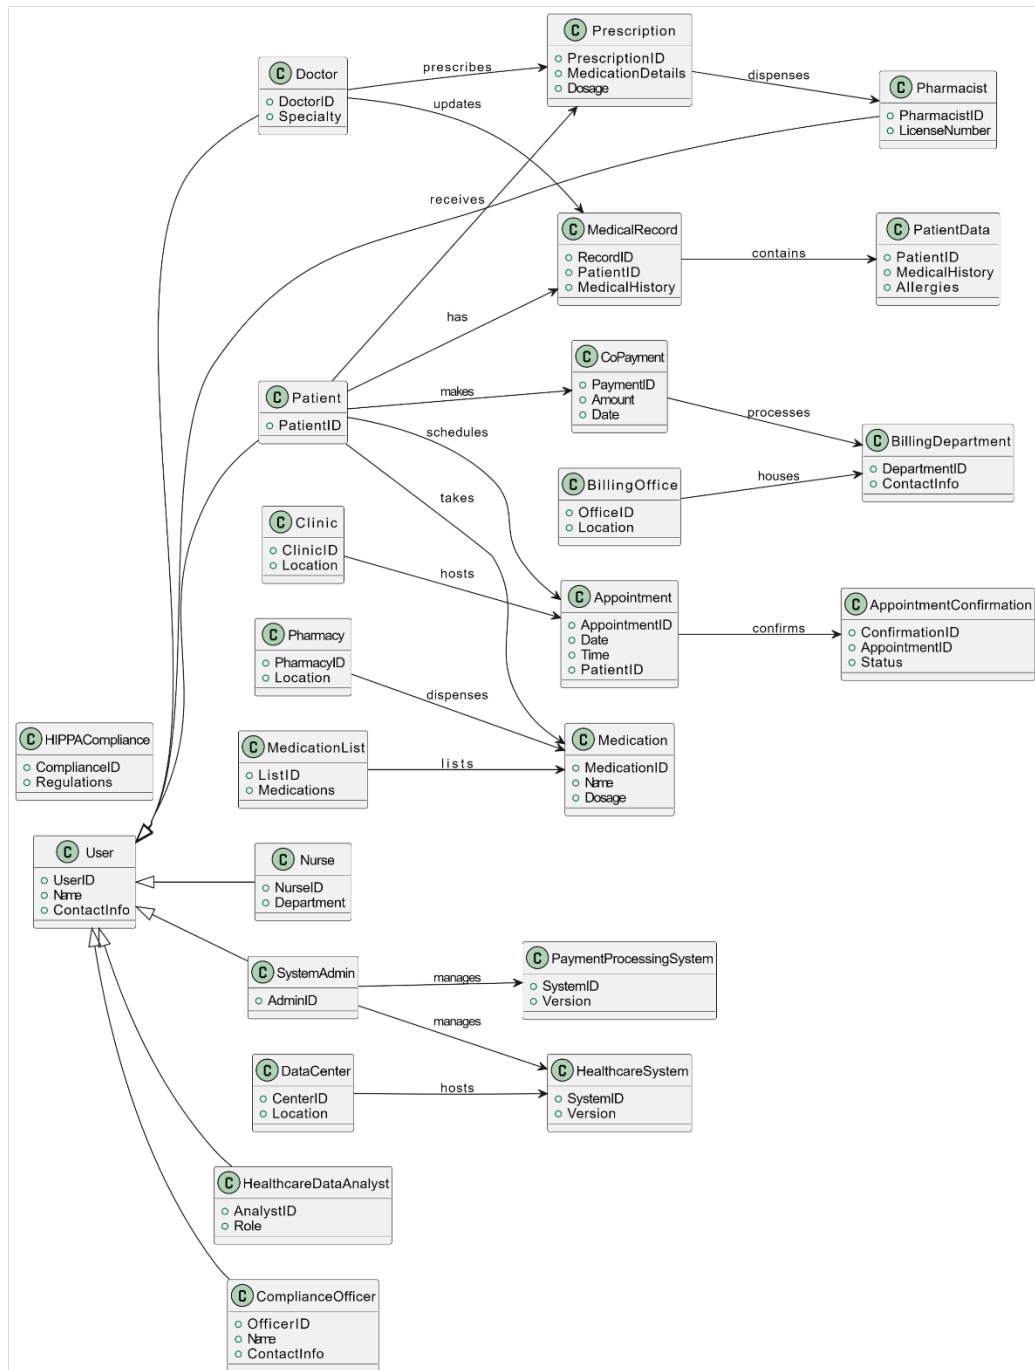 C Prescription
PrescriptionID
MedicationDetails
Dosage
C Doctor
DoctorID
Specialty
prescribes
updates
dispenses
C Pharmacist
PharmacistID
LicenseNumber
receives
C MedicalRecord
RecordID
PatientID
MedicalHistory
contains
C PatientData
PatientID
MedicalHistory
Allergies
has
C CoPayment
PaymentID
Amount
Date
C Patient
PatientID
makes
schedules
processes
C BillingDepartment
DepartmentID
ContactInfo
C BillingOffice
OfficeID
Location
houses
takes
C Clinic
ClinicID
Location
hosts
C Appointment
AppointmentID
Date
Time
PatientID
confirms
C AppointmentConfirmation
ConfirmationID
AppointmentID
Status
C Pharmacy
PharmacyID
Location
dispenses
C HIPPACompliance
ComplianceID
Regulations
C MedicationList
ListID
Medications
lists
C Medication
MedicationID
Name
Dosage
C User
UserID
Name
ContactInfo
C Nurse
NurseID
Department
C SystemAdmin
AdminID
manages
manages
C PaymentProcessingSystem
SystemID
Version
C DataCenter
CenterID
Location
hosts
C HealthcareSystem
SystemID
Version
C HealthcareDataAnalyst
AnalystID
Role
C ComplianceOfficer
OfficerID
Name
ContactInfo